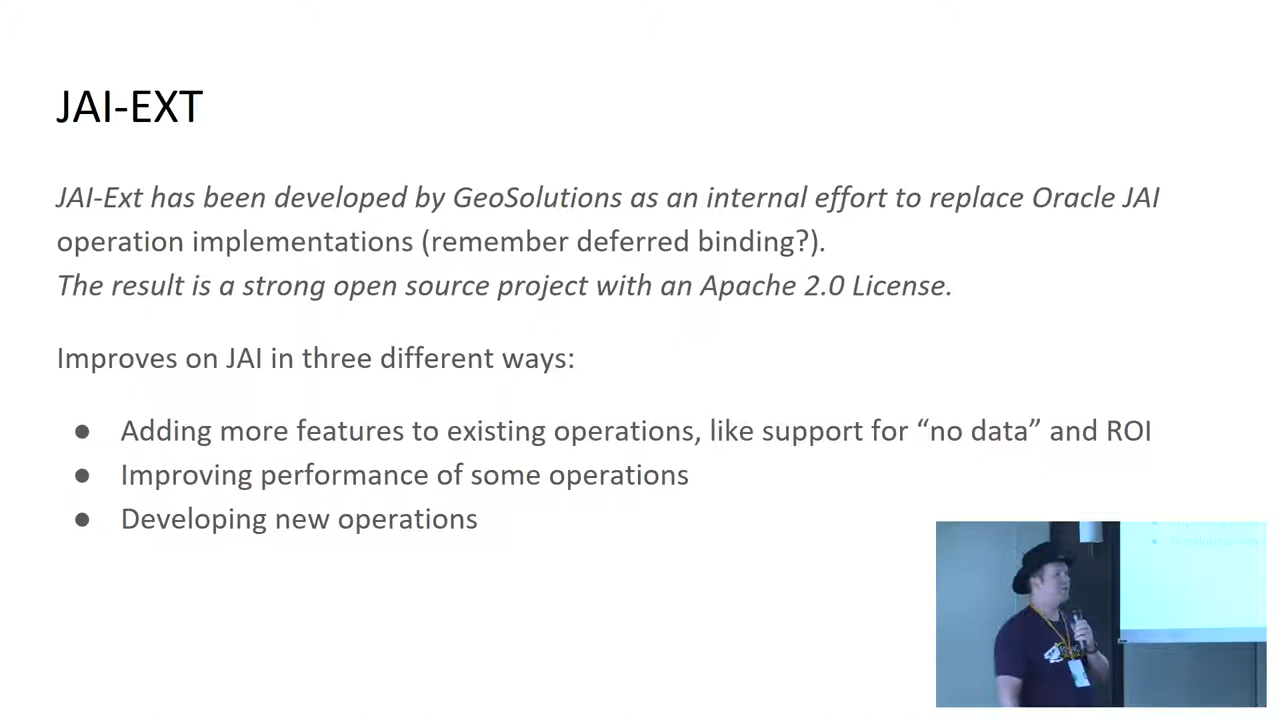 JAI-EXT
JAI-Ext has been developed by GeoSolutions as an internal effort to replace Oracle JAI
operation implementations (remember deferred binding?).
The result is a strong open source project with an Apache 2.0 License.
Improves on JAI in three different ways:
● Adding more features to existing operations, like support for “no data” and ROI
● Improving performance of some operations
● Developing new operations
Improving
Developing new